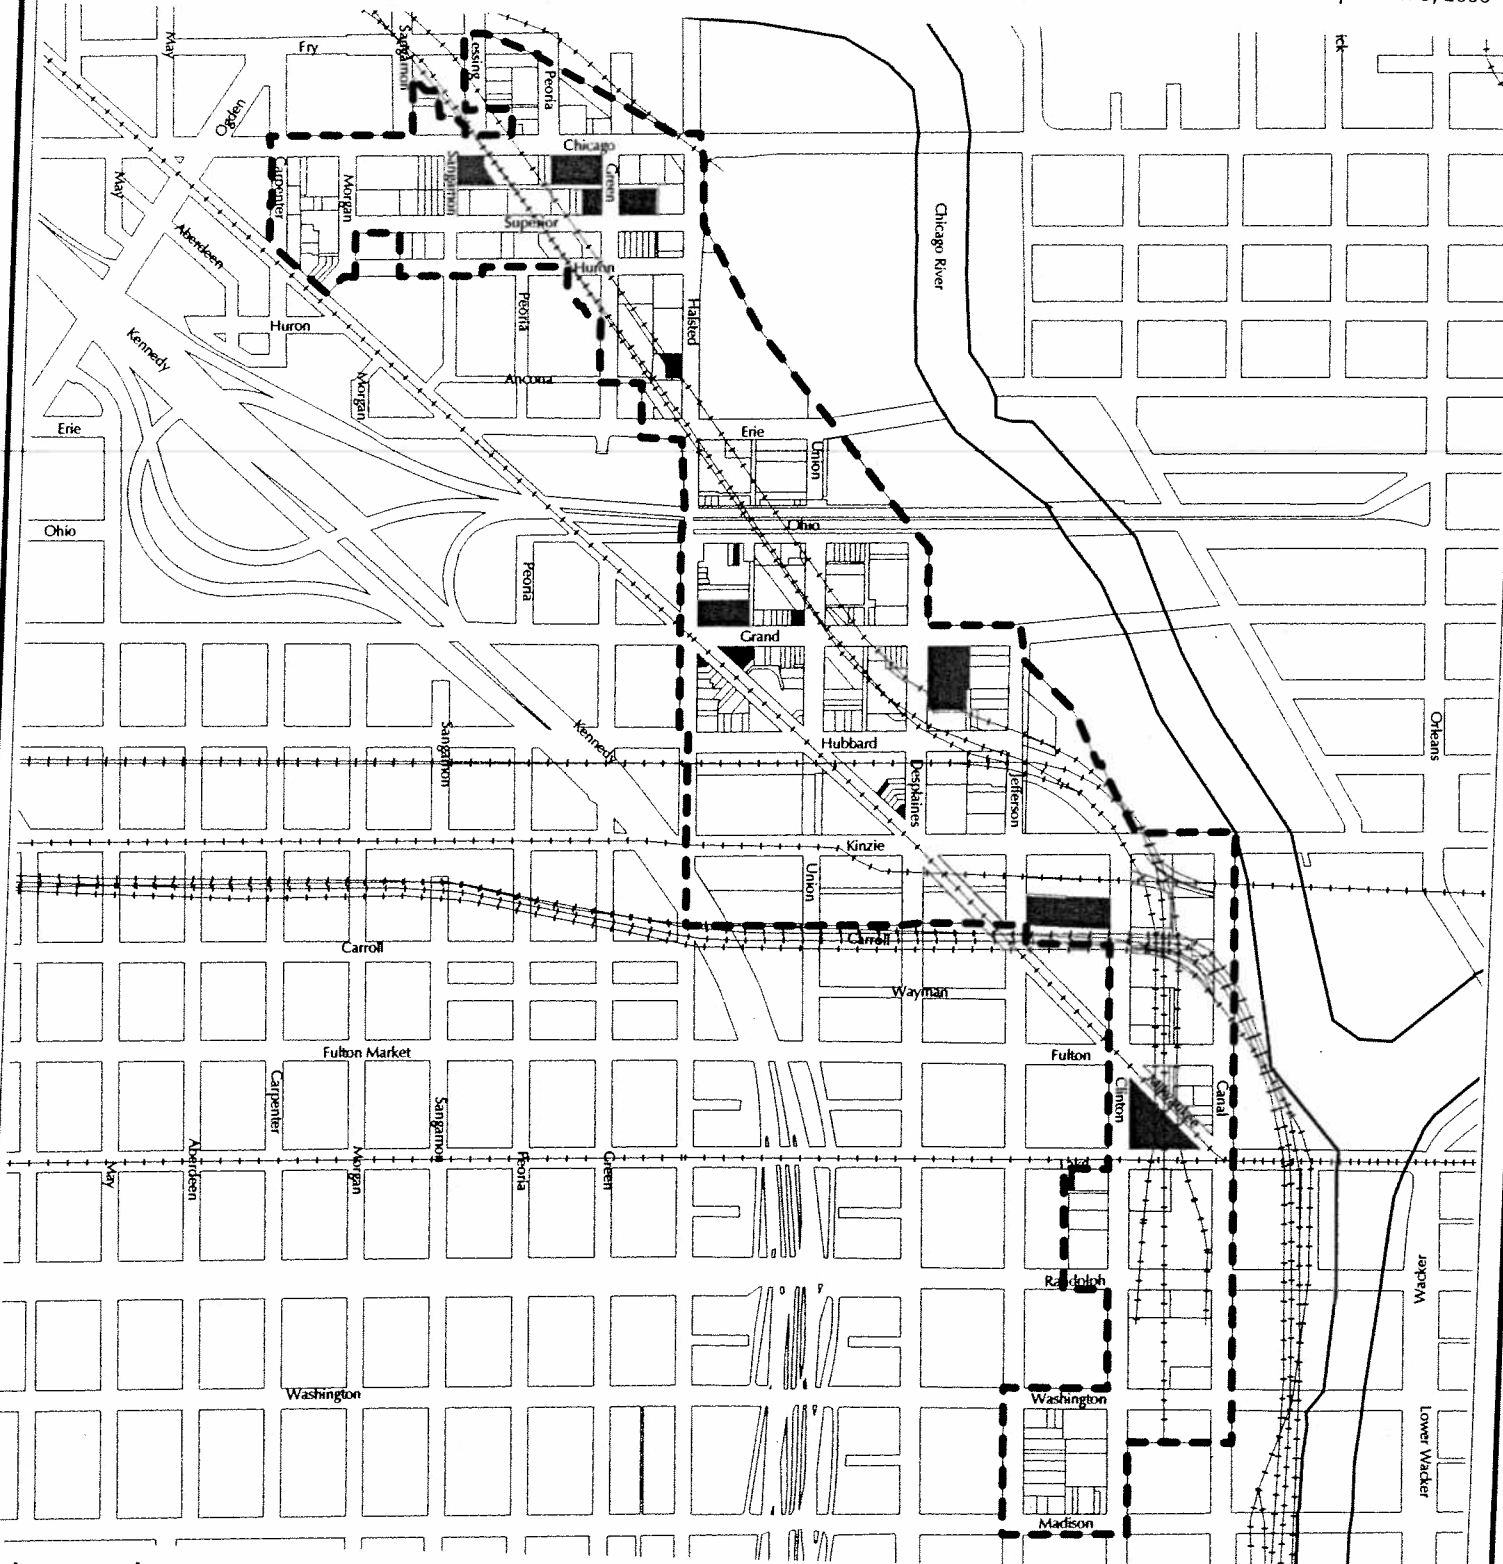 May
Fry
Sangamon
Peoria
Ogden
Chicago
Carpenter
Morgan
Sangamon
Green
May
Superior
Chicago River
Aberdeen
Huron
Peoria
Halsted
Huron
Kennedy
Ancona
Morgan
Erie
Erie
Union
Ohio
Ohio
Peoria
Grand
Orleans
Sangamon
Kennedy
Hubbard
Desplaines
Jefferson
Kinzie
Union
Carroll
Carroll
Wayman
Fulton Market
Fulton
Carpenter
Sangamon
Clinton
Milwaukee
Canal
May
Aberdeen
Morgan
Peoria
Green
Randolph
Wacker
Washington
Washington
Lower Wacker
Madison